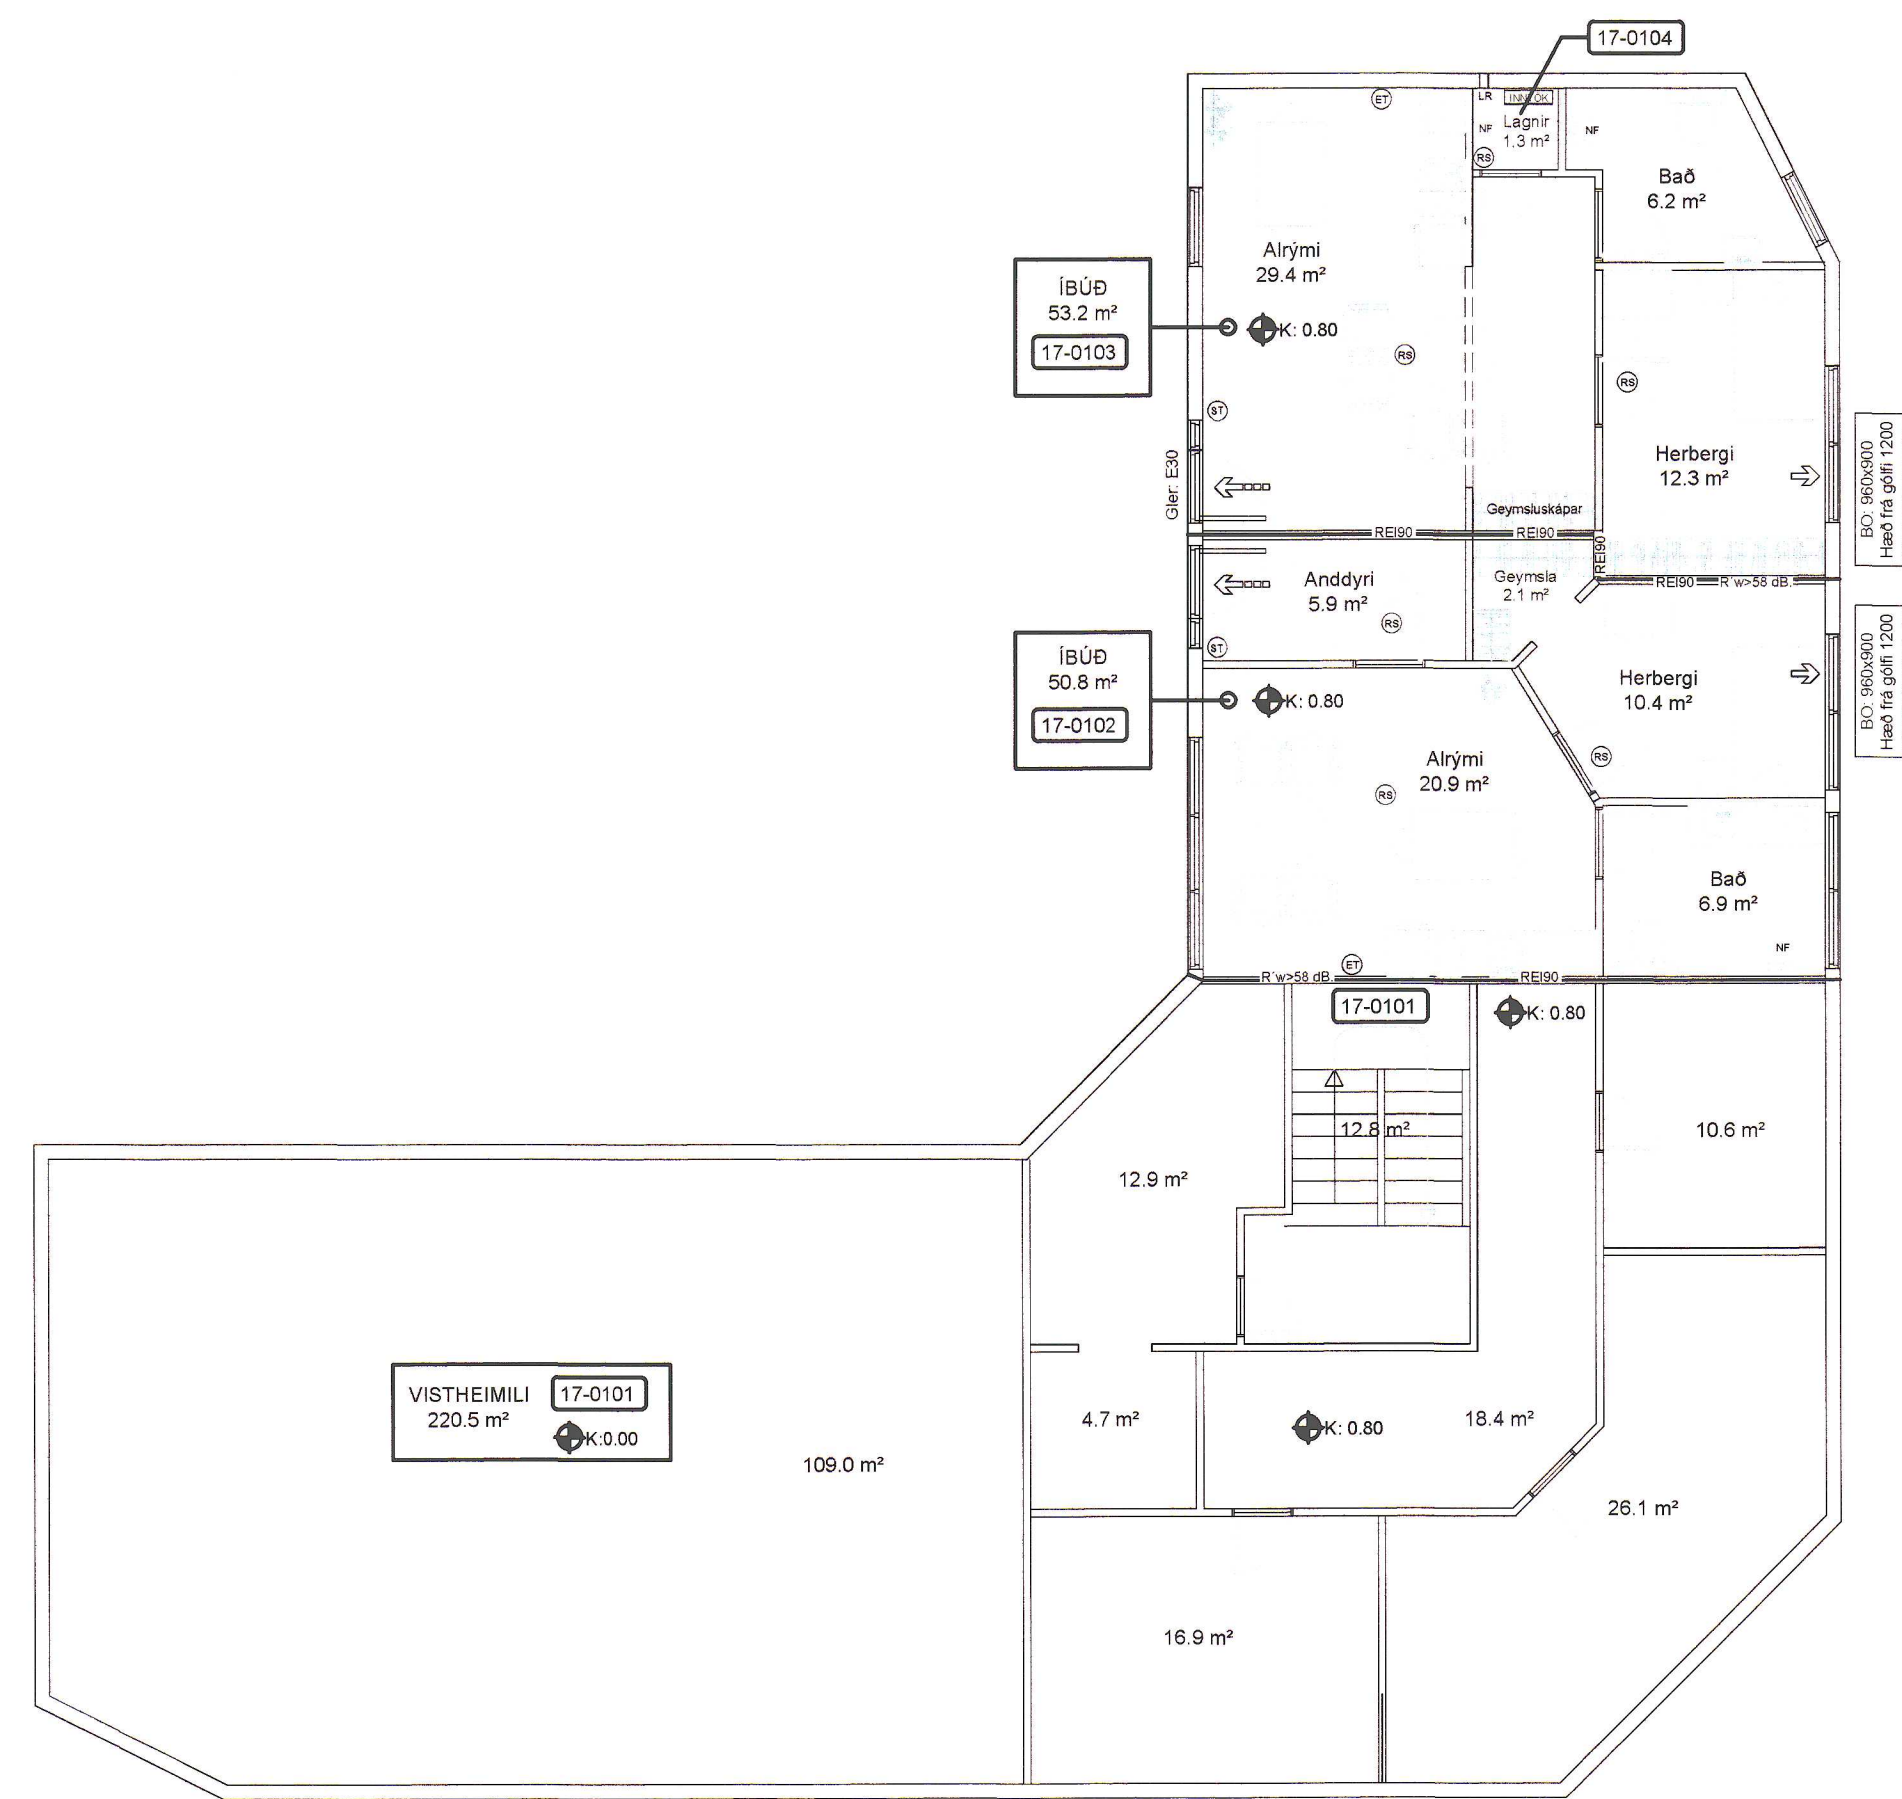 17-0104
ET
LR
NF
Lagnir
1.3 m²
RS
NF
Bað
6.2 m²
Alrými
29.4 m²
ÍBÚÐ
53.2 m²
17-0103
K: 0.80
RS
RS
ST
Gler: E30
Herbergi
12.3 m²
BO: 960x900
Hæð frá gólfi 1200
Geymsluskápar
REI90
REI90
REI90
REI90
R´w>58 dB.
Anddyri
5.9 m²
RS
ST
Geymsla
2.1 m²
ÍBÚÐ
50.8 m²
17-0102
K: 0.80
Herbergi
10.4 m²
BO: 960x900
Hæð frá gólfi 1200
RS
Alrými
20.9 m²
RS
Bað
6.9 m²
NF
ET
R´w>58 dB.
REI90
17-0101
K: 0.80
12.8 m²
10.6 m²
12.9 m²
VISTHEIMILI
220.5 m²
17-0101
K:0.00
109.0 m²
4.7 m²
K: 0.80
18.4 m²
26.1 m²
16.9 m²